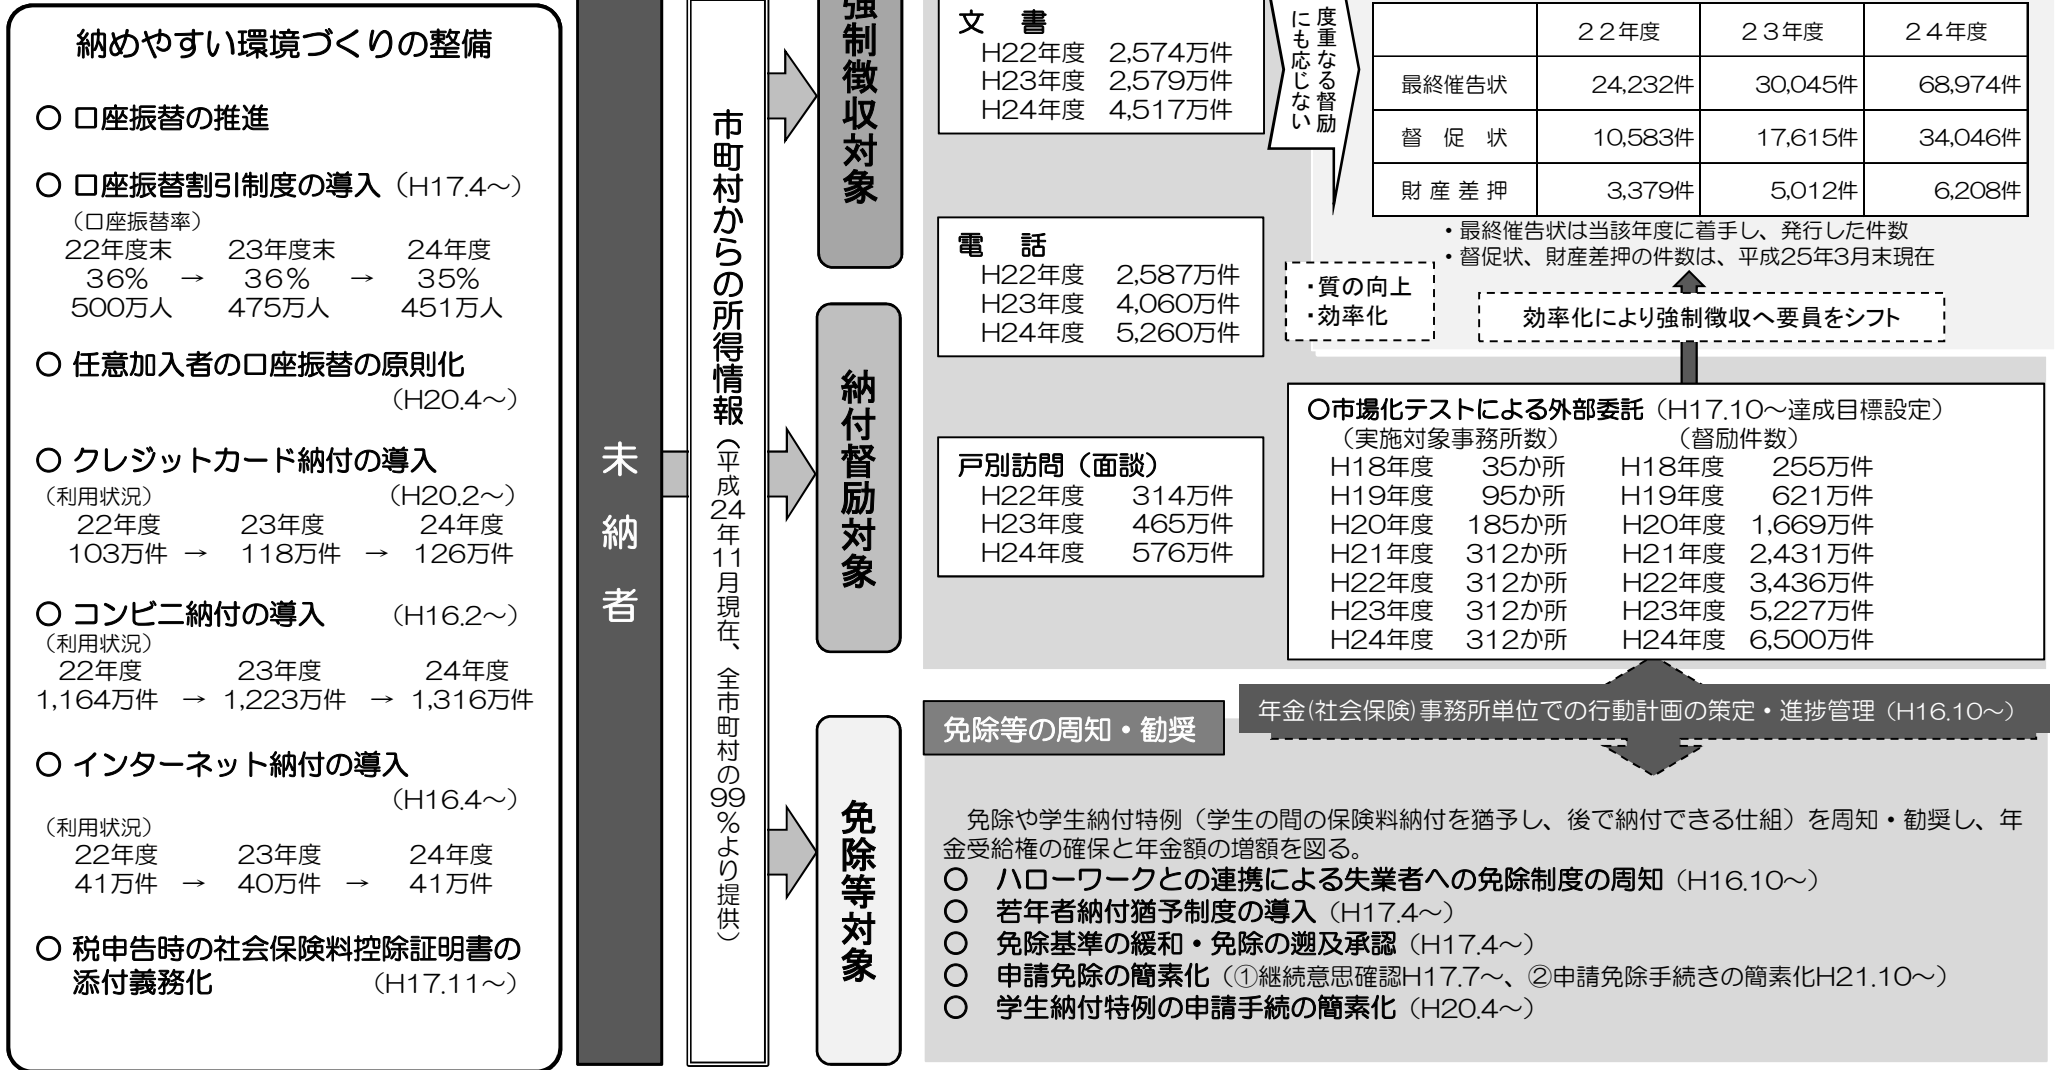 納めやすい環境づくりの整備
○ 口座振替の推進
○ 口座振替割引制度の導入（H17.4～）
（口座振替率）
22年度末 23年度末 24年度
36% → 36% → 35%
500万人 475万人 451万人
○ 任意加入者の口座振替の原則化
（H20.4～）
○ クレジットカード納付の導入
（利用状況） （H20.2～）
22年度 23年度 24年度
103万件 → 118万件 → 126万件
○ コンビニ納付の導入 （H16.2～）
（利用状況）
22年度 23年度 24年度
1,164万件 → 1,223万件 → 1,316万件
○ インターネット納付の導入
（H16.4～）
（利用状況）
22年度 23年度 24年度
41万件 → 40万件 → 41万件
○ 税申告時の社会保険料控除証明書の
添付義務化 （H17.11～）
未納者
市町村からの所得情報（平成24年11月現在、全市町村の99％より提供）
強制徴収対象
納付督励対象
免除等対象
文 書
H22年度 2,574万件
H23年度 2,579万件
H24年度 4,517万件
電 話
H22年度 2,587万件
H23年度 4,060万件
H24年度 5,260万件
戸別訪問（面談）
H22年度 314万件
H23年度 465万件
H24年度 576万件
度重なる督励
にも応じない
２２年度 ２３年度 ２４年度
最終催告状 24,232件 30,045件 68,974件
督 促 状 10,583件 17,615件 34,046件
財 産 差 押 3,379件 5,012件 6,208件
・最終催告状は当該年度に着手し、発行した件数
・督促状、財産差押の件数は、平成25年3月末現在
・質の向上
・効率化
効率化により強制徴収へ要員をシフト
○市場化テストによる外部委託（H17.10～達成目標設定）
（実施対象事務所数） （督励件数）
H18年度 35か所 H18年度 255万件
H19年度 95か所 H19年度 621万件
H20年度 185か所 H20年度 1,669万件
H21年度 312か所 H21年度 2,431万件
H22年度 312か所 H22年度 3,436万件
H23年度 312か所 H23年度 5,227万件
H24年度 312か所 H24年度 6,500万件
年金(社会保険)事務所単位での行動計画の策定・進捗管理（H16.10～）
免除等の周知・勧奨
免除や学生納付特例（学生の間の保険料納付を猶予し、後で納付できる仕組）を周知・勧奨し、年
金受給権の確保と年金額の増額を図る。
○ ハローワークとの連携による失業者への免除制度の周知（H16.10～）
○ 若年者納付猶予制度の導入（H17.4～）
○ 免除基準の緩和・免除の遡及承認（H17.4～）
○ 申請免除の簡素化（①継続意思確認H17.7～、②申請免除手続きの簡素化H21.10～）
○ 学生納付特例の申請手続の簡素化（H20.4～）